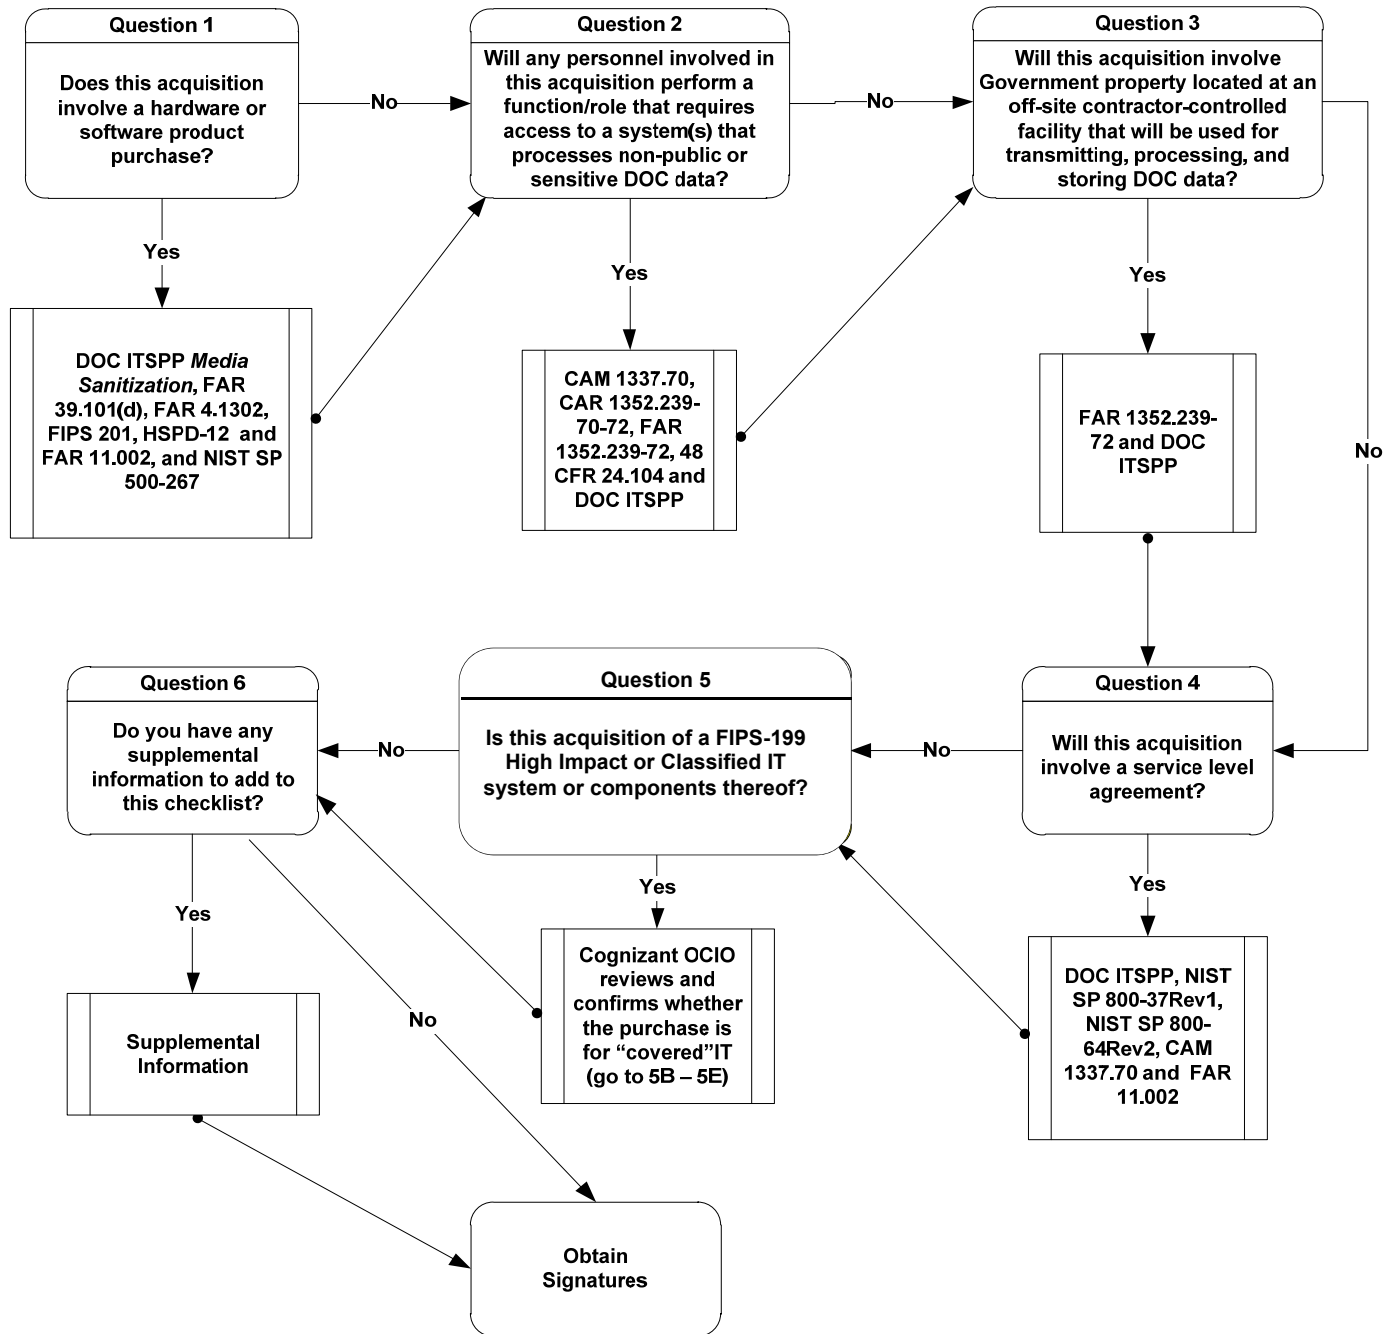 Question 1
Does this acquisition
involve a hardware or
software product
purchase?
No
Yes
DOC ITSPP Media
Sanitization, FAR
39.101(d), FAR 4.1302,
FIPS 201, HSPD-12 and
FAR 11.002, and NIST SP
500-267
Question 2
Will any personnel involved in
this acquisition perform a
function/role that requires
access to a system(s) that
processes non-public or
sensitive DOC data?
No
Yes
CAM 1337.70,
CAR 1352.239-
70-72, FAR
1352.239-72, 48
CFR 24.104 and
DOC ITSPP
Question 3
Will this acquisition involve
Government property located at an
off-site contractor-controlled
facility that will be used for
transmitting, processing, and
storing DOC data?
No
Yes
FAR 1352.239-
72 and DOC
ITSPP
Question 4
Will this acquisition
involve a service level
agreement?
No
Yes
DOC ITSPP, NIST
SP 800-37Rev1,
NIST SP 800-
64Rev2, CAM
1337.70 and FAR
11.002
Question 5
Is this acquisition of a FIPS-199
High Impact or Classified IT
system or components thereof?
No
Yes
Cognizant OCIO
reviews and
confirms whether
the purchase is
for “covered”IT
(go to 5B – 5E)
Question 6
Do you have any
supplemental
information to add to
this checklist?
Yes
No
Supplemental
Information
Obtain
Signatures